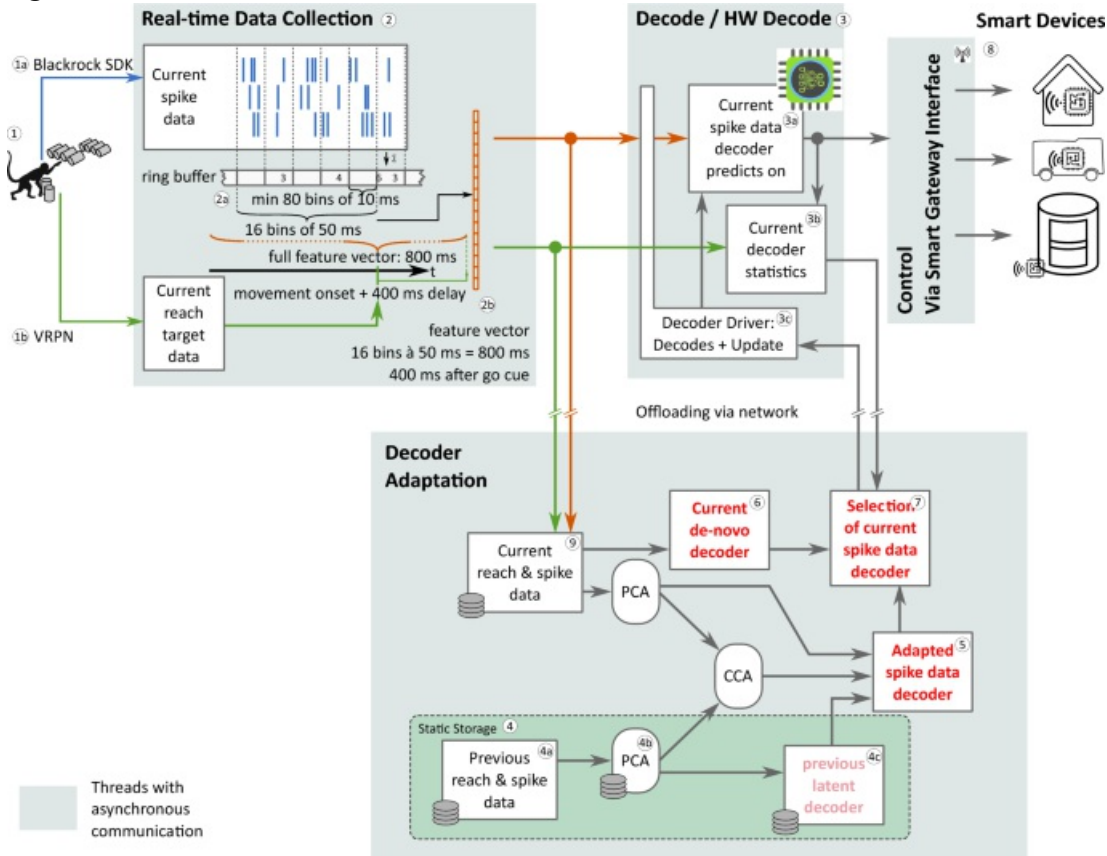 Real-time Data Collection ②
Decode / HW Decode ③
Smart Devices
①a Blackrock SDK
Current
spike
data
①
ring buffer
3
4
5
3
1
2a
min 80 bins of 10 ms
16 bins of 50 ms
full feature vector: 800 ms
t
movement onset + 400 ms delay
2b
①b VRPN
Current
reach
target
data
feature vector
16 bins à 50 ms = 800 ms
400 ms after go cue
Current
spike data 3a
decoder
predicts on
3b
Current
decoder
statistics
Decoder Driver: 3c
Decodes + Update
Control
Via Smart Gateway Interface
⑧
Offloading via network
Decoder
Adaptation
⑨
Current
reach & spike
data
⑥
Current
de-novo
decoder
⑦
Selection
of current
spike data
decoder
PCA
CCA
⑤
Adapted
spike data
decoder
Static Storage ④
4a
Previous
reach & spike
data
4b
PCA
4c
previous
latent
decoder
Threads with
asynchronous
communication